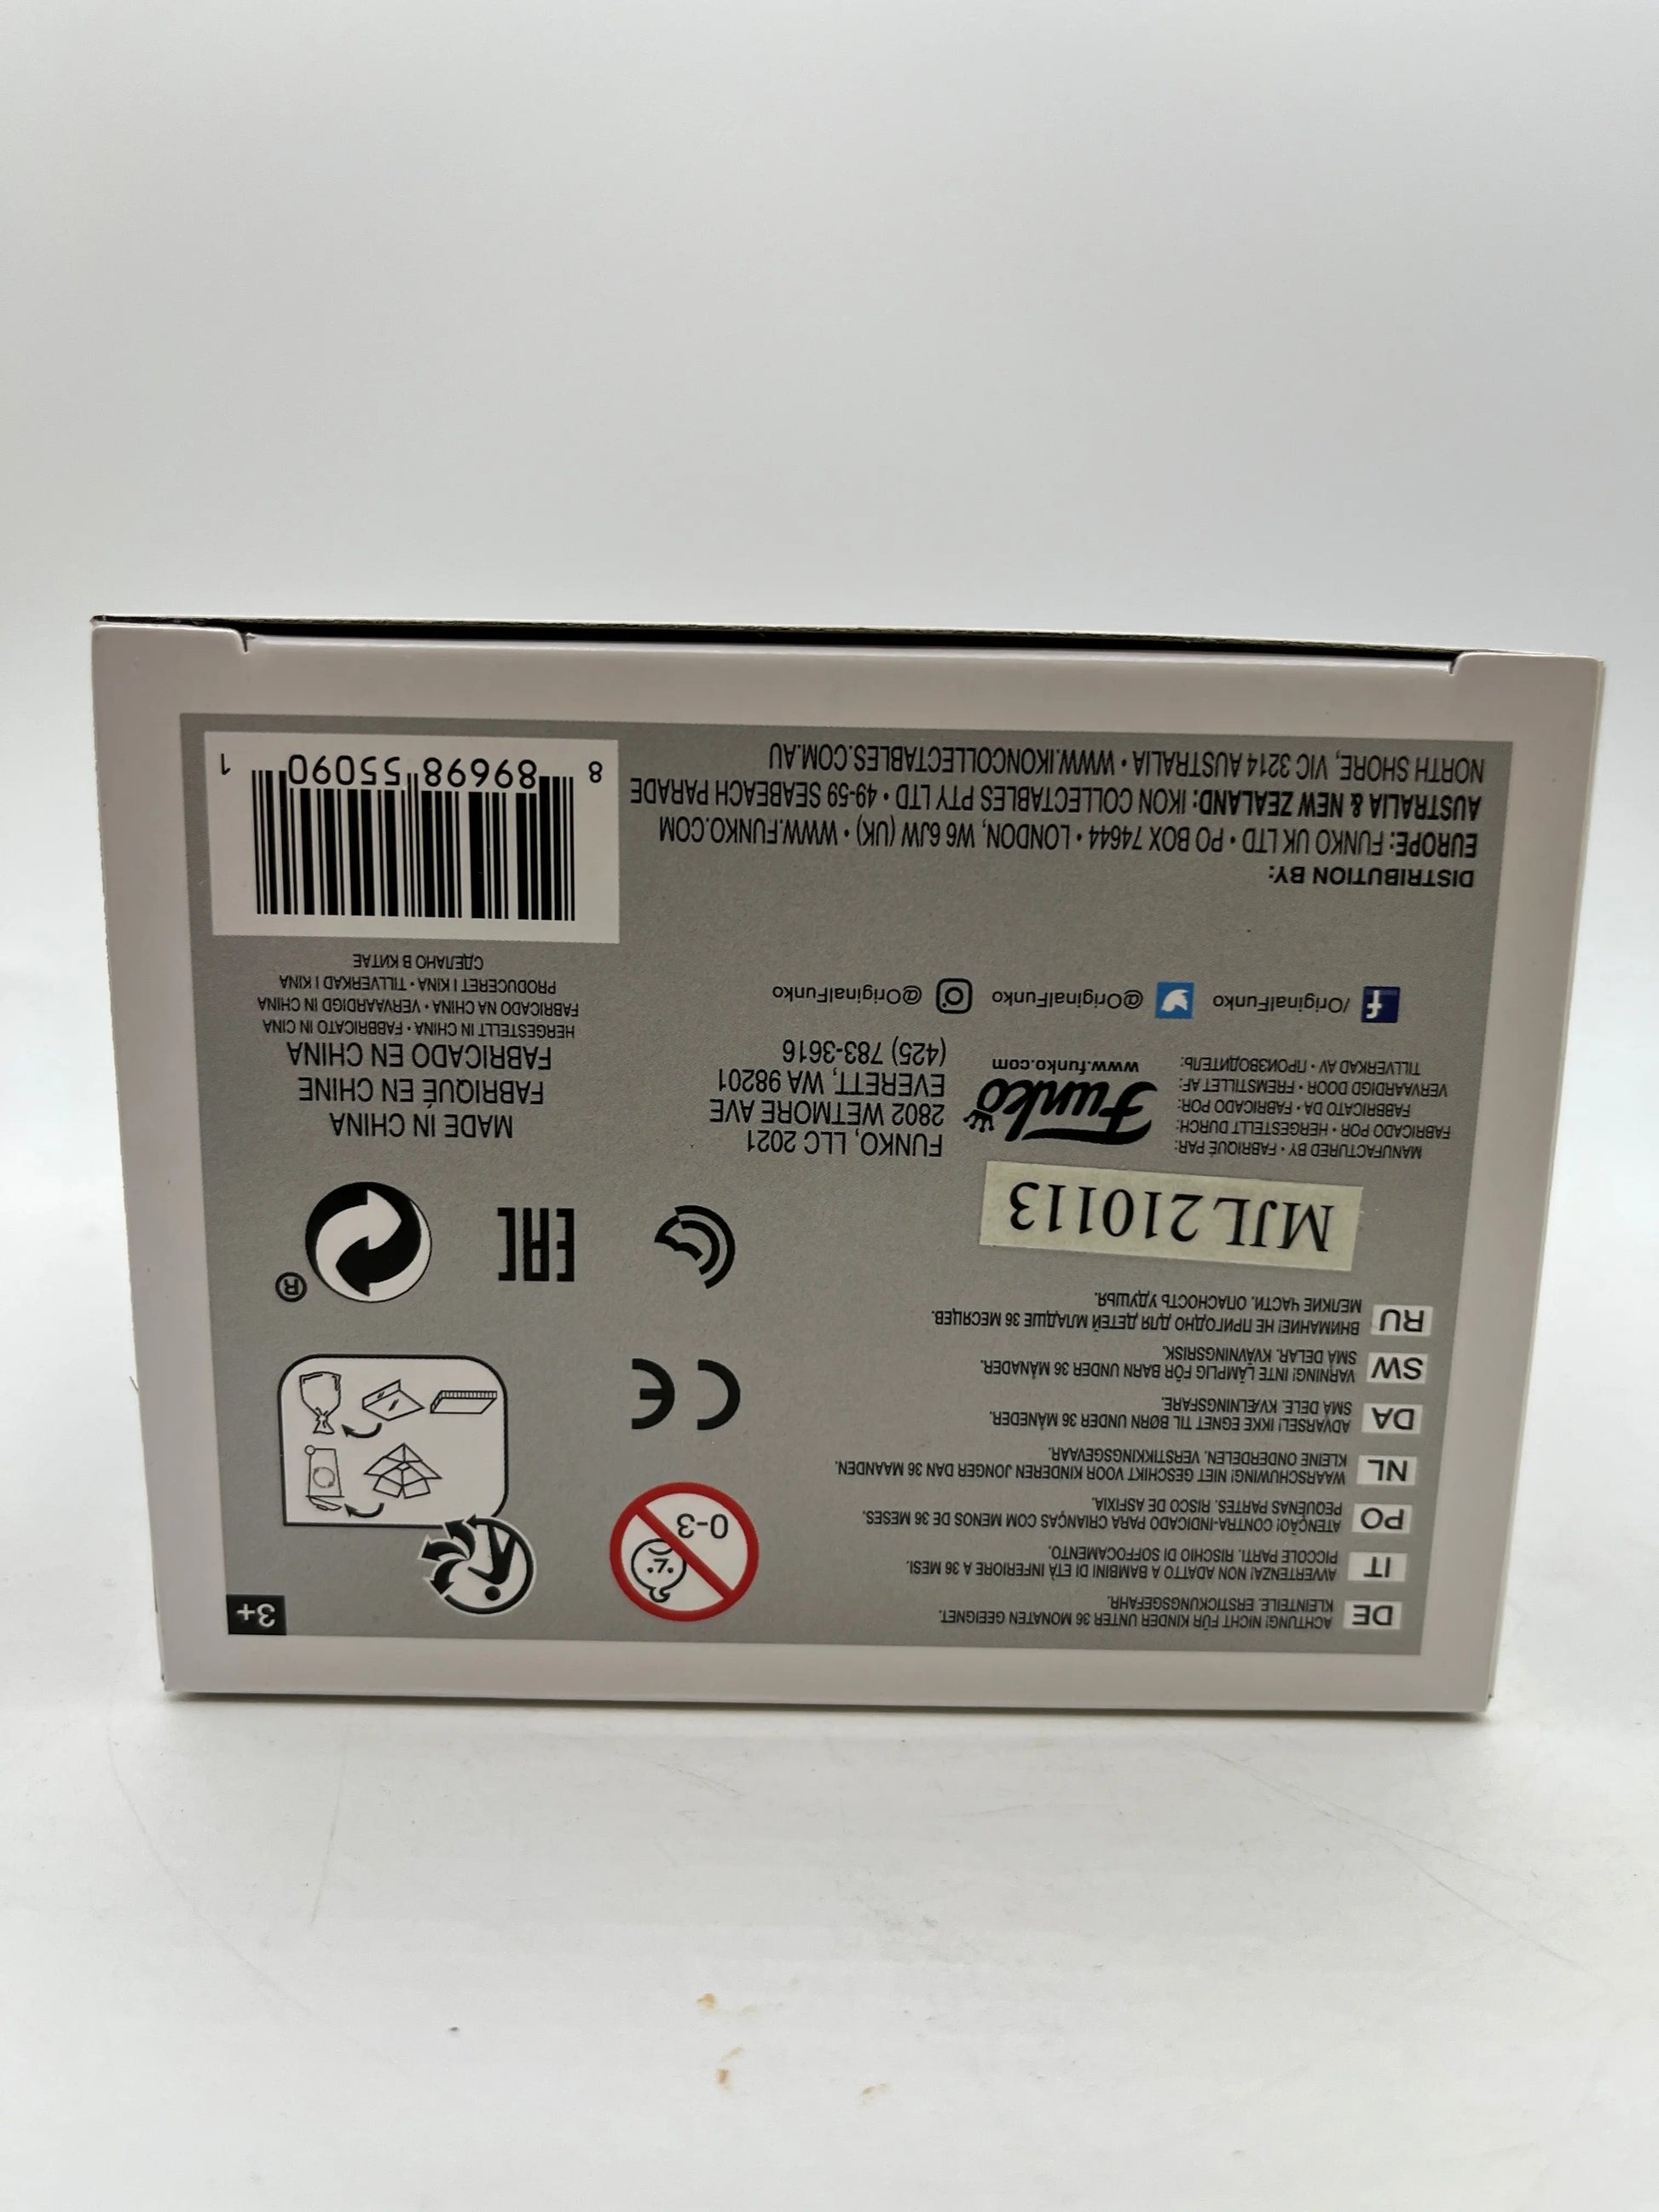 DE
ACHTUNG! NICHT FÜR KINDER UNTER 36 MONATEN GEEIGNET.
KLEINTEILE. ERSTICKUNGSGEFAHR.
IT
AVVERTENZA! NON ADATTO A BAMBINI DI ETÀ INFERIORE A 36 MESI.
PICCOLE PARTI. RISCHIO DI SOFFOCAMENTO.
PO
ATENÇÃO! CONTRA-INDICADO PARA CRIANÇAS COM MENOS DE 36 MESES.
PEQUENAS PARTES. RISCO DE ASFIXIA.
NL
WAARSCHUWING! NIET GESCHIKT VOOR KINDEREN JONGER DAN 36 MAANDEN.
KLEINE ONDERDELEN. VERSTIKKINGSGEVAAR.
DA
ADVARSEL! IKKE EGNET TIL BØRN UNDER 36 MÅNEDER.
SMÅ DELE. KVÆLNINGSFARE.
SW
VARNING! INTE LÄMPLIG FÖR BARN UNDER 36 MÅNADER.
SMÅ DELAR. KVÄVNINGSRISK.
RU
ВНИМАНИЕ! НЕ ПРИГОДНО ДЛЯ ДЕТЕЙ МЛАДШЕ 36 МЕСЯЦЕВ.
МЕЛКИЕ ЧАСТИ. ОПАСНОСТЬ УДУШЬЯ.
0-3
3+
CE
EAC
®
MJL210113
MANUFACTURED BY • FABRIQUÉ PAR:
FABRICADO POR • HERGESTELLT DURCH:
FABBRICATO DA • FABRICADO POR:
VERVAARDIGD DOOR • FREMSTILLET AF:
TILLVERKAD AV • ПРОИЗВОДИТЕЛЬ:
Funko
www.funko.com
FUNKO, LLC 2021
2802 WETMORE AVE
EVERETT, WA 98201
(425) 783-3616
MADE IN CHINA
FABRIQUÉ EN CHINE
FABRICADO EN CHINA
HERGESTELLT IN CHINA • FABBRICATO IN CINA
FABRICADO NA CHINA • VERVAARDIGD IN CHINA
PRODUCERET I KINA • TILLVERKAD I KINA
СДЕЛАНО В КИТАЕ
f /OriginalFunko @OriginalFunko @OriginalFunko
DISTRIBUTION BY:
EUROPE: FUNKO UK LTD • PO BOX 74644 • LONDON, W6 6JW (UK) • WWW.FUNKO.COM
AUSTRALIA & NEW ZEALAND: IKON COLLECTABLES PTY LTD • 49-59 SEABEACH PARADE
NORTH SHORE, VIC 3214 AUSTRALIA • WWW.IKONCOLLECTABLES.COM.AU
8 89698 55090 1